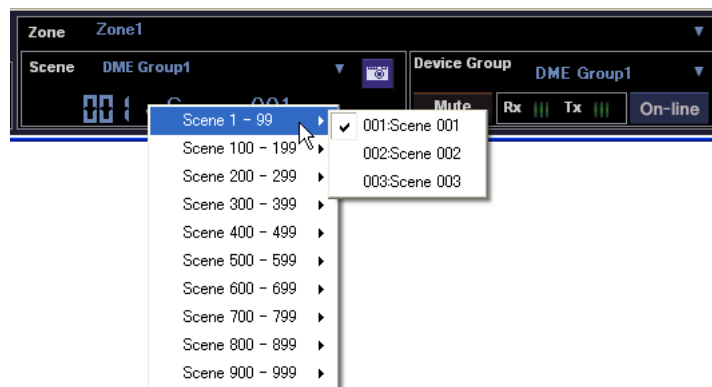 Zone Zone1
Scene DME Group1
Device Group DME Group1
001
001
Mute Rx Tx On-line
Scene 1 - 99
001:Scene 001
Scene 100 - 199
002:Scene 002
Scene 200 - 299
003:Scene 003
Scene 300 - 399
Scene 400 - 499
Scene 500 - 599
Scene 600 - 699
Scene 700 - 799
Scene 800 - 899
Scene 900 - 999